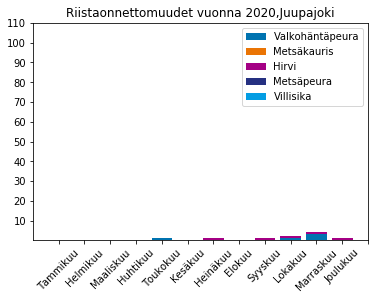 Riistaonnettomuudet vuonna 2020,Juupajoki
110
100
90
80
70
60
50
40
30
20
10
Valkohäntäpeura
Metsäkauris
Hirvi
Metsäpeura
Villisika
Tammikuu
Helmikuu
Maaliskuu
Huhtikuu
Toukokuu
Kesäkuu
Heinäkuu
Elokuu
Syyskuu
Lokakuu
Marraskuu
Joulukuu